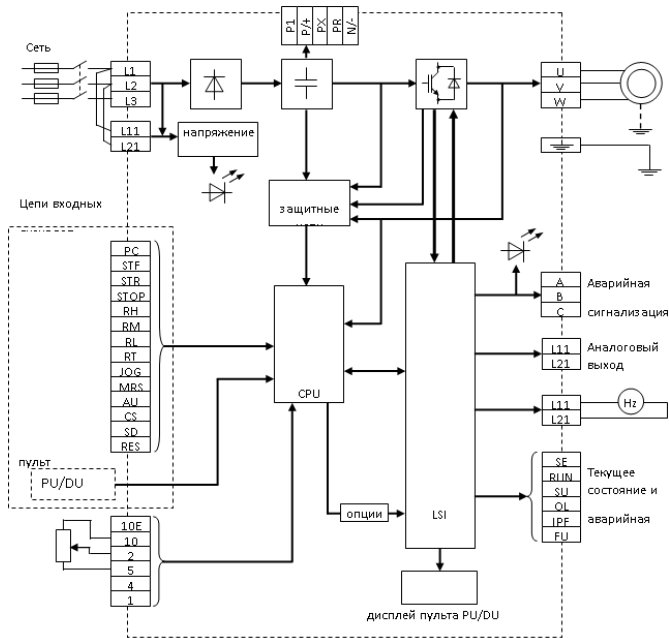 P1
P/+
PX
PR
N/-
Сеть
L1
L2
L3
L11
L21
напряжение
U
V
W
защитные
Цепи входных
PC
STF
STR
STOP
RH
RM
RL
RT
JOG
MRS
AU
CS
SD
RES
пульт
PU/DU
CPU
LSI
опции
A
B
C
Аварийная
сигнализация
L11
L21
Аналоговый
выход
L11
L21
Hz
SE
RUN
SU
OL
IPF
FU
Текущее
состояние и
аварийная
10E
10
2
5
4
1
дисплей пульта PU/DU